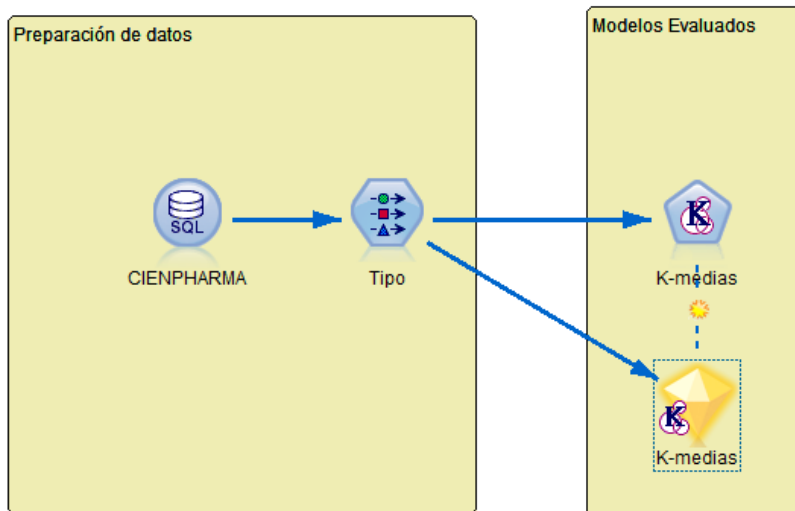 Preparación de datos
Modelos Evaluados
SQL
K
CIENPHARMA
Tipo
K-medias
K
K-medias